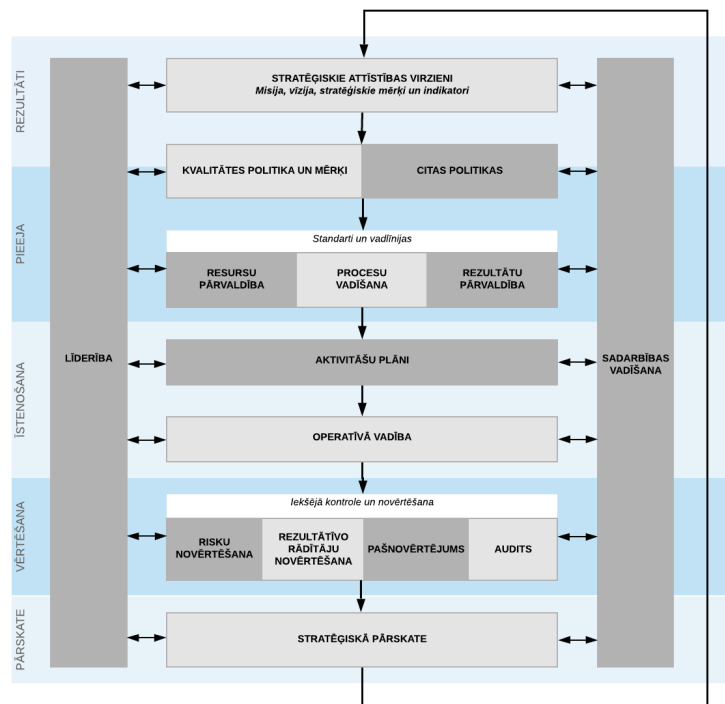 REZULTĀTI
STRATĒĢISKIE ATTĪSTĪBAS VIRZIENI
Misija, vīzija, stratēģiskie mērķi un indikatori
KVALITĀTES POLITIKA UN MĒRĶI
CITAS POLITIKAS
PIEEJA
Standarti un vadlīnijas
RESURSU
PĀRVALDĪBA
PROCESU
VADĪŠANA
REZULTĀTU
PĀRVALDĪBA
LĪDERĪBA
SADARBĪBAS
VADĪŠANA
ĪSTENOŠANA
AKTIVITĀŠU PLĀNI
OPERATĪVĀ VADĪBA
VĒRTĒŠANA
Iekšējā kontrole un novērtēšana
RISKU
NOVĒRTĒŠANA
REZULTĀTĪVO
RĀDĪTĀJU
NOVĒRTĒŠANA
PAŠNOVĒRTĒJUMS
AUDITS
PĀRSKATE
STRATĒĢISKĀ PĀRSKATE